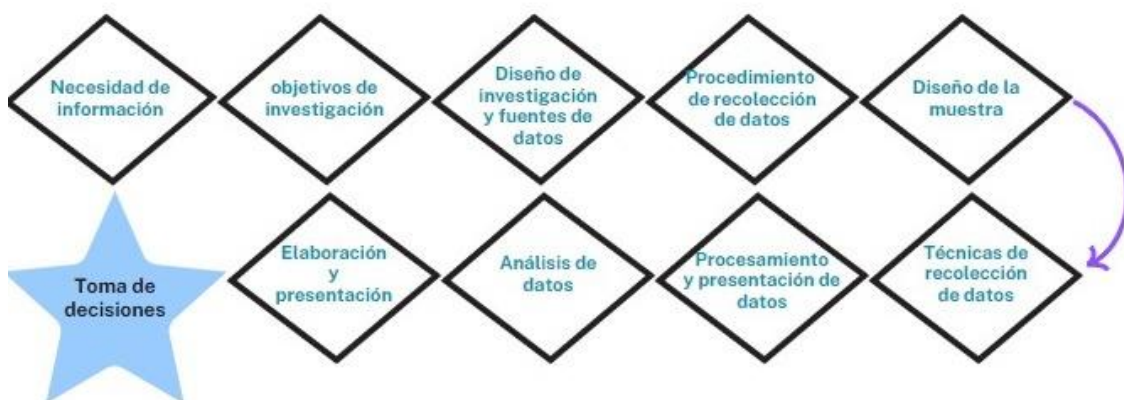 Necesidad de
información
objetivos de
investigación
Diseño de
investigación
y fuentes de
datos
Procedimiento
de recolección
de datos
Diseño de la
muestra
Técnicas de
recolección
de datos
Procesamiento
y presentación de
datos
Análisis de
datos
Elaboración
y
presentación
Toma de
decisiones